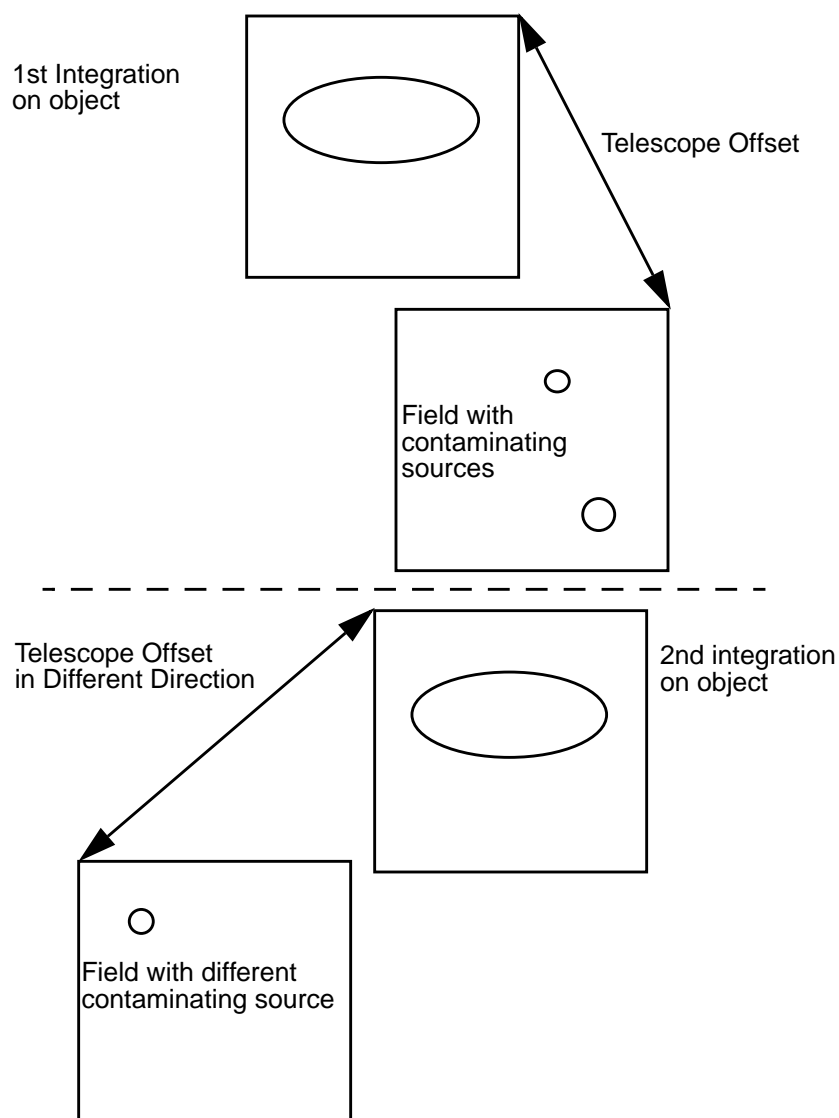 1st Integration
on object
Telescope Offset
Field with
contaminating
sources
Telescope Offset
in Different Direction
2nd integration
on object
Field with different
contaminating source